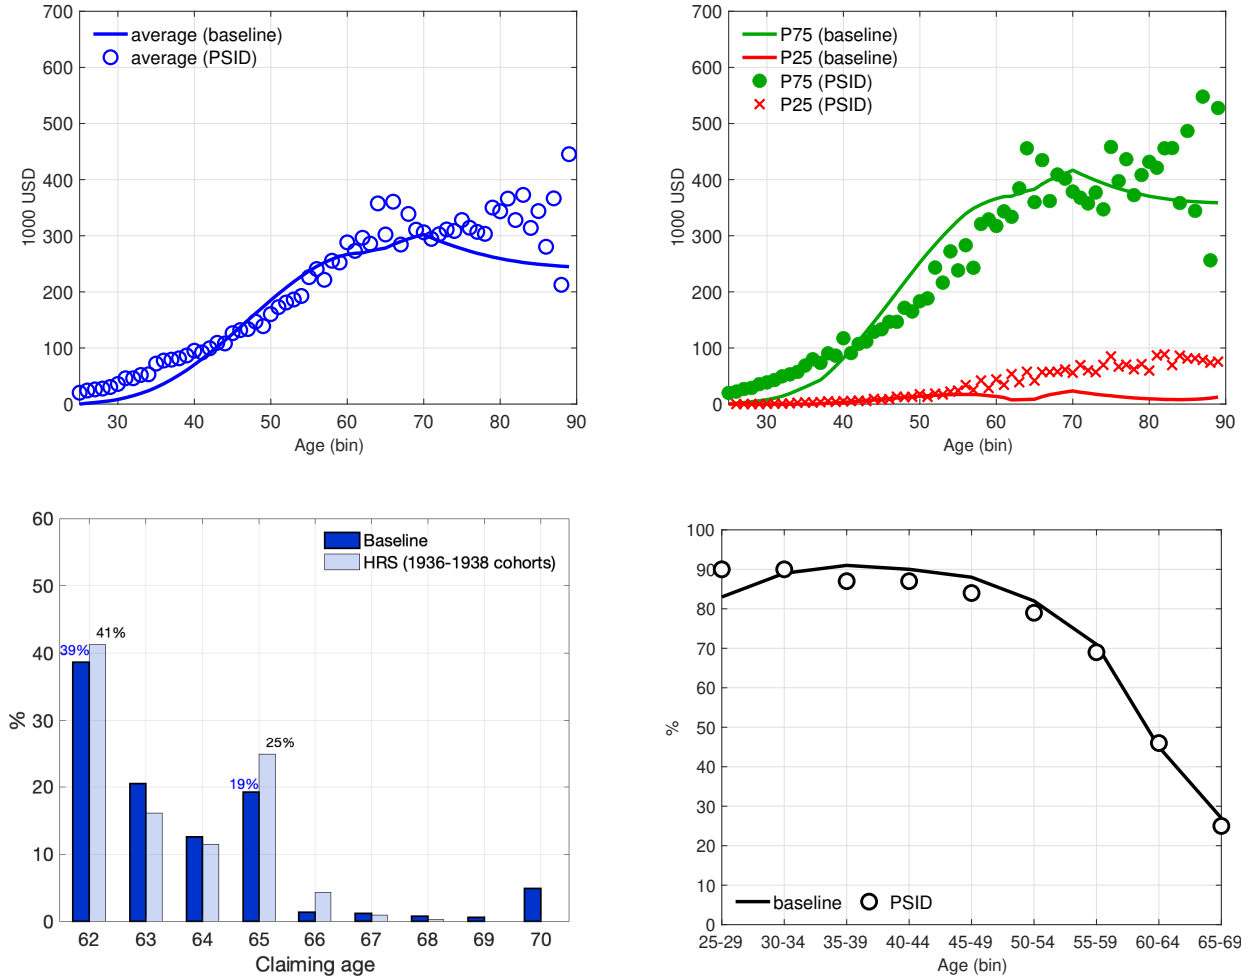 700
600
500
400
300
200
100
0
1000 USD
average (baseline)
average (PSID)
30 40 50 60 70 80 90
Age (bin)
700
600
500
400
300
200
100
0
1000 USD
P75 (baseline)
P25 (baseline)
P75 (PSID)
P25 (PSID)
30 40 50 60 70 80 90
Age (bin)
60
50
40
30
20
10
0
%
Baseline
HRS (1936-1938 cohorts)
39%
41%
19%
25%
62 63 64 65 66 67 68 69 70
Claiming age
100
90
80
70
60
50
40
30
20
10
0
%
baseline
PSID
25-29 30-34 35-39 40-44 45-49 50-54 55-59 60-64 65-69
Age (bin)